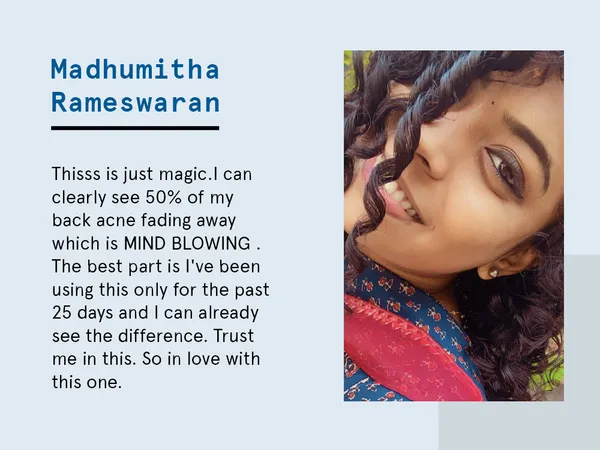 Madhumitha
Rameswaran
Thisss is just magic.I can
clearly see 50% of my
back acne fading away
which is MIND BLOWING .
The best part is I've been
using this only for the past
25 days and I can already
see the difference. Trust
me in this. So in love with
this one.